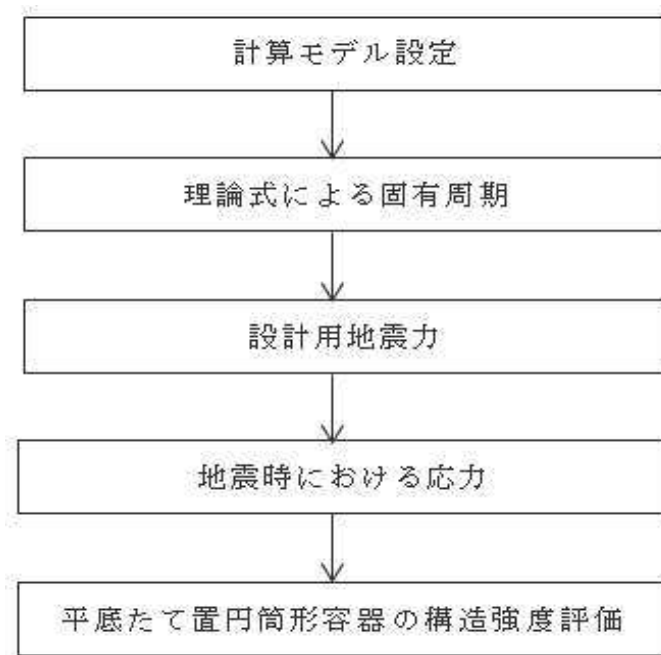 計算モデル設定
理論式による固有周期
設計用地震力
地震時における応力
平底たて置円筒形容器の構造強度評価